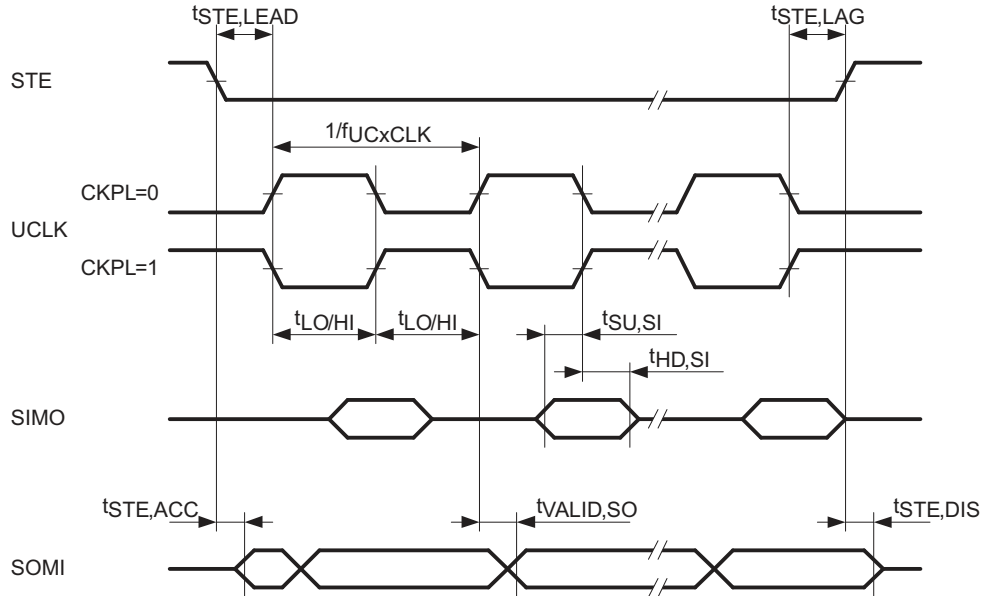 tSTE,LEAD
tSTE,LAG
STE
1/fUCxCLK
CKPL=0
UCLK
CKPL=1
tLO/HI
tLO/HI
tSU,SI
tHD,SI
SIMO
tSTE,ACC
tVALID,SO
tSTE,DIS
SOMI